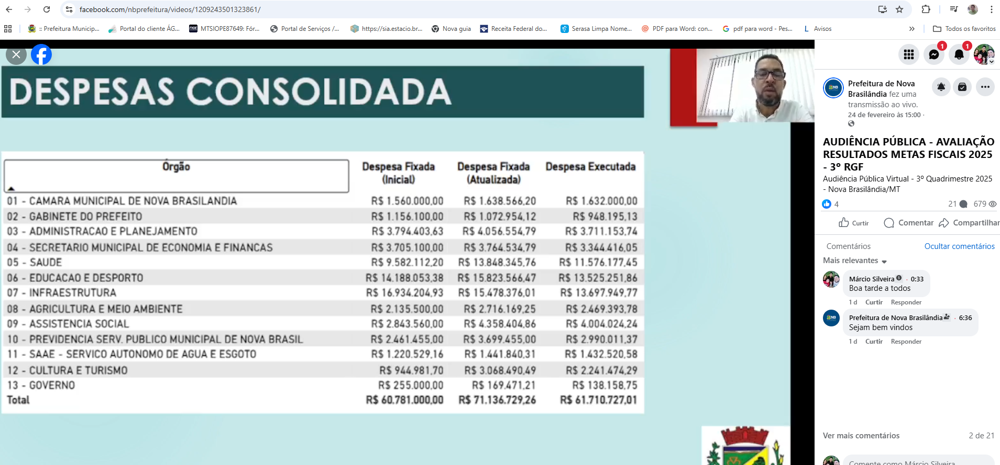 facebook.com/nbprefeitura/videos/1209243501323861/
:: Prefeitura Municip...
Portal do cliente ÁG...
FNDE
MTSIOPE87649: Fór...
Portal de Serviços /...
https://sia.estacio.br...
Nova guia
Receita Federal do...
Serasa Limpa Nome...
PDF para Word: con...
pdf para word - Pes...
L Avisos
Todos os favoritos
DESPESAS CONSOLIDADA
Órgão
Despesa Fixada (Inicial)
Despesa Fixada (Atualizada)
Despesa Executada
01 - CAMARA MUNICIPAL DE NOVA BRASILANDIA R$ 1.560.000,00 R$ 1.638.566,20 R$ 1.632.000,00
02 - GABINETE DO PREFEITO R$ 1.156.100,00 R$ 1.072.954,12 R$ 948.195,13
03 - ADMINISTRACAO E PLANEJAMENTO R$ 3.794.403,63 R$ 4.056.554,79 R$ 3.711.153,74
04 - SECRETARIO MUNICIPAL DE ECONOMIA E FINANCAS R$ 3.705.100,00 R$ 3.764.534,79 R$ 3.344.416,05
05 - SAUDE R$ 9.582.112,20 R$ 13.848.345,76 R$ 11.576.177,45
06 - EDUCACAO E DESPORTO R$ 14.188.053,38 R$ 15.823.566,47 R$ 13.525.251,86
07 - INFRAESTRUTURA R$ 16.934.204,93 R$ 15.478.376,01 R$ 13.697.949,77
08 - AGRICULTURA E MEIO AMBIENTE R$ 2.135.500,00 R$ 2.716.169,25 R$ 2.469.393,78
09 - ASSISTENCIA SOCIAL R$ 2.843.560,00 R$ 4.358.404,86 R$ 4.004.024,24
10 - PREVIDENCIA SERV. PUBLICO MUNICIPAL DE NOVA BRASIL R$ 2.461.455,00 R$ 3.699.455,00 R$ 2.990.011,37
11 - SAAE - SERVICO AUTONOMO DE AGUA E ESGOTO R$ 1.220.529,16 R$ 1.441.840,31 R$ 1.432.520,58
12 - CULTURA E TURISMO R$ 944.981,70 R$ 3.068.490,49 R$ 2.241.474,29
13 - GOVERNO R$ 255.000,00 R$ 169.471,21 R$ 138.158,75
Total R$ 60.781.000,00 R$ 71.136.729,26 R$ 61.710.727,01
1
1
NB
Prefeitura de Nova
Brasilândia fez uma
transmissão ao vivo.
24 de fevereiro às 15:00 ·
AUDIÊNCIA PÚBLICA - AVALIAÇÃO
RESULTADOS METAS FISCAIS 2025
- 3º RGF
Audiência Pública Virtual - 3º Quadrimestre 2025
- Nova Brasilândia/MT
4
21
679
Curtir
Comentar
Compartilhar
Comentários
Ocultar comentários
Mais relevantes
Márcio Silveira · 0:33
Boa tarde a todos
1 d Curtir Responder
NB
Prefeitura de Nova Brasilândia · 6:36
Sejam bem vindos
1 d Curtir Responder
Ver mais comentários
2 de 21
Comente como Márcio Silveira